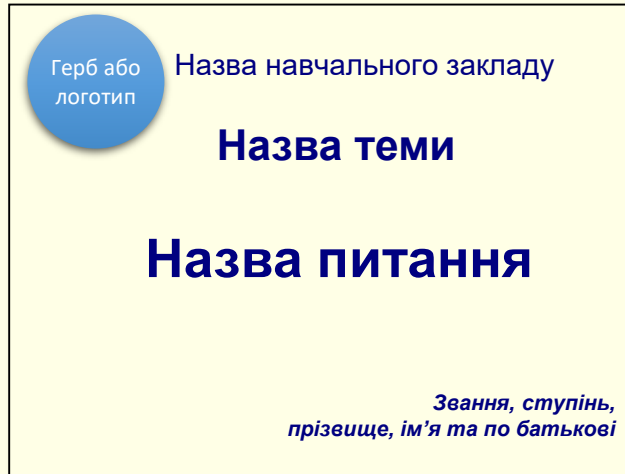 Герб або
логотип
Назва навчального закладу
Назва теми
Назва питання
Звання, ступінь,
прізвище, ім’я та по батькові